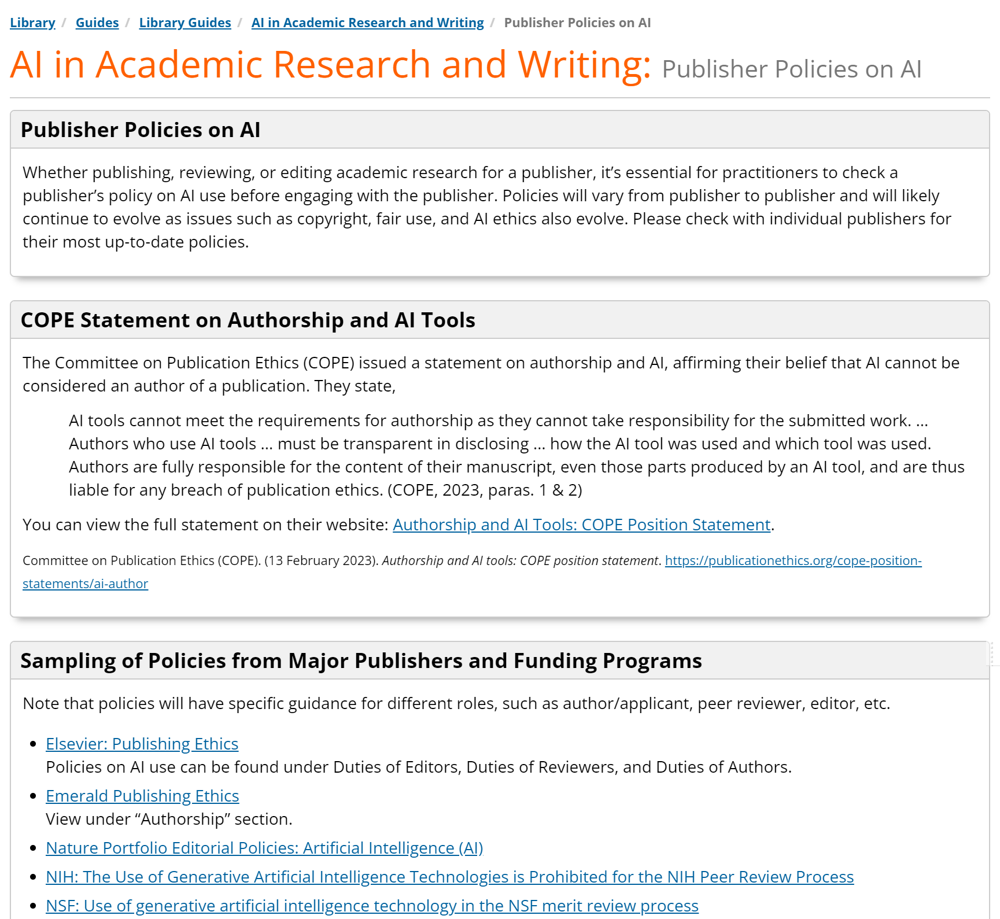 Library / Guides / Library Guides / AI in Academic Research and Writing / Publisher Policies on AI
AI in Academic Research and Writing: Publisher Policies on AI
Publisher Policies on AI
Whether publishing, reviewing, or editing academic research for a publisher, it’s essential for practitioners to check a
publisher’s policy on AI use before engaging with the publisher. Policies will vary from publisher to publisher and will likely
continue to evolve as issues such as copyright, fair use, and AI ethics also evolve. Please check with individual publishers for
their most up-to-date policies.
COPE Statement on Authorship and AI Tools
The Committee on Publication Ethics (COPE) issued a statement on authorship and AI, affirming their belief that AI cannot be
considered an author of a publication. They state,
AI tools cannot meet the requirements for authorship as they cannot take responsibility for the submitted work. ...
Authors who use AI tools ... must be transparent in disclosing ... how the AI tool was used and which tool was used.
Authors are fully responsible for the content of their manuscript, even those parts produced by an AI tool, and are thus
liable for any breach of publication ethics. (COPE, 2023, paras. 1 & 2)
You can view the full statement on their website: Authorship and AI Tools: COPE Position Statement.
Committee on Publication Ethics (COPE). (13 February 2023). Authorship and AI tools: COPE position statement. https://publicationethics.org/cope-position-
statements/ai-author
Sampling of Policies from Major Publishers and Funding Programs
Note that policies will have specific guidance for different roles, such as author/applicant, peer reviewer, editor, etc.
• Elsevier: Publishing Ethics
Policies on AI use can be found under Duties of Editors, Duties of Reviewers, and Duties of Authors.
• Emerald Publishing Ethics
View under “Authorship” section.
• Nature Portfolio Editorial Policies: Artificial Intelligence (AI)
• NIH: The Use of Generative Artificial Intelligence Technologies is Prohibited for the NIH Peer Review Process
• NSF: Use of generative artificial intelligence technology in the NSF merit review process